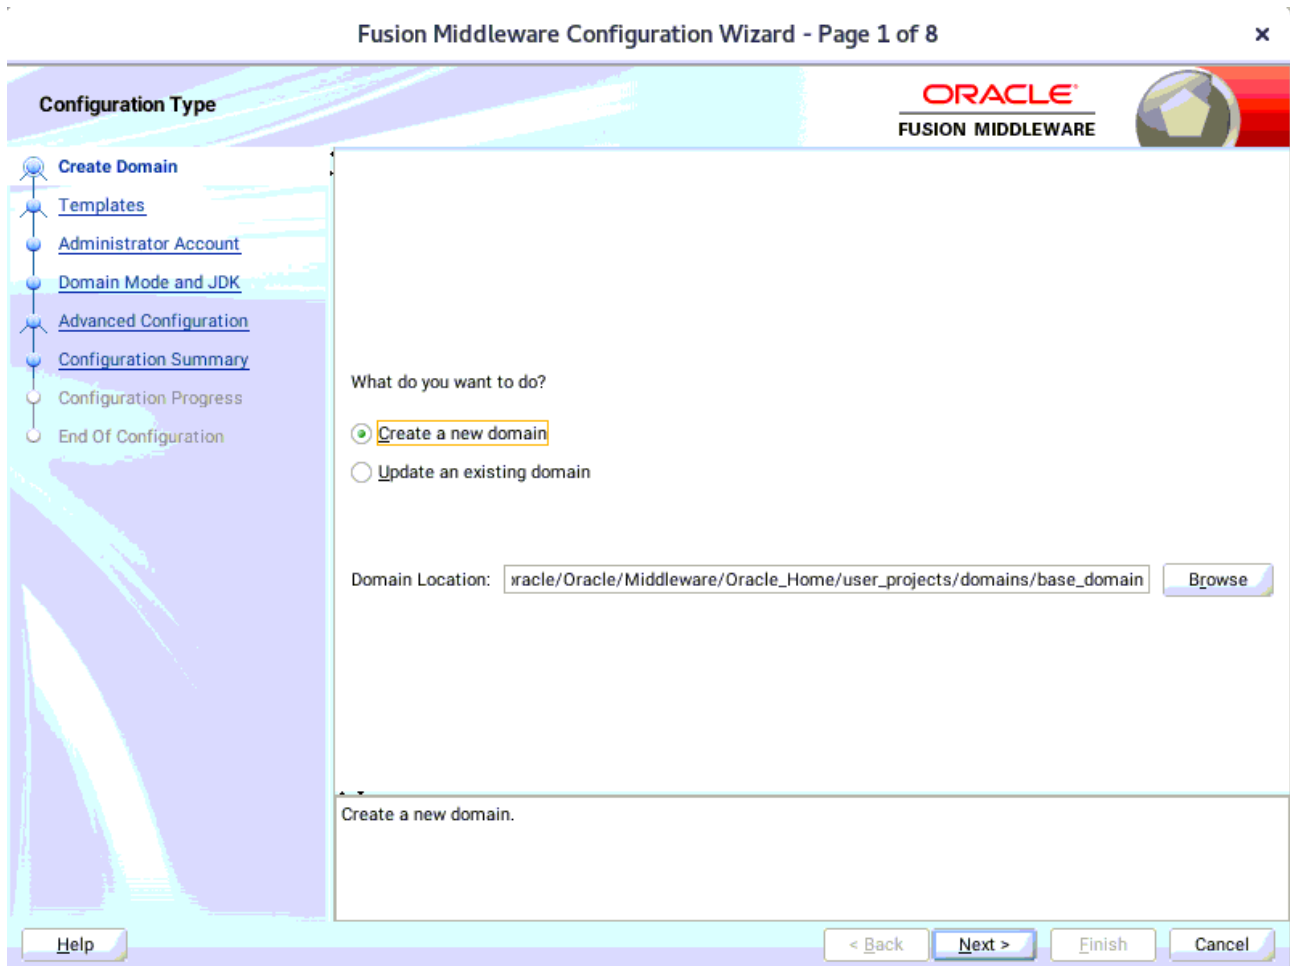 Fusion Middleware Configuration Wizard - Page 1 of 8
Configuration Type
ORACLE
FUSION MIDDLEWARE
Create Domain
Templates
Administrator Account
Domain Mode and JDK
Advanced Configuration
Configuration Summary
Configuration Progress
End Of Configuration
What do you want to do?
Create a new domain
Update an existing domain
Domain Location: racle/Oracle/Middleware/Oracle_Home/user_projects/domains/base_domain Browse
Create a new domain.
Help < Back Next > Finish Cancel